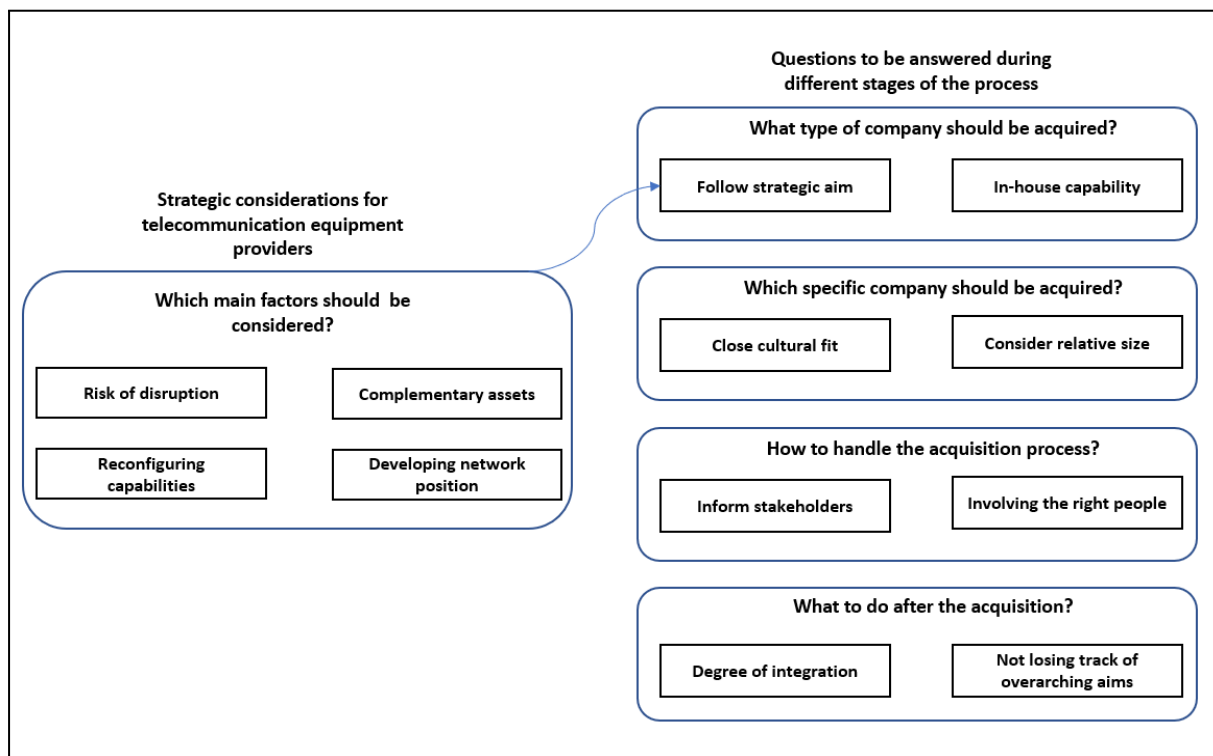 Strategic considerations for
telecommunication equipment
providers
Which main factors should be
considered?
Risk of disruption
Complementary assets
Reconfiguring
capabilities
Developing network
position
Questions to be answered during
different stages of the process
What type of company should be acquired?
Follow strategic aim
In-house capability
Which specific company should be acquired?
Close cultural fit
Consider relative size
How to handle the acquisition process?
Inform stakeholders
Involving the right people
What to do after the acquisition?
Degree of integration
Not losing track of
overarching aims